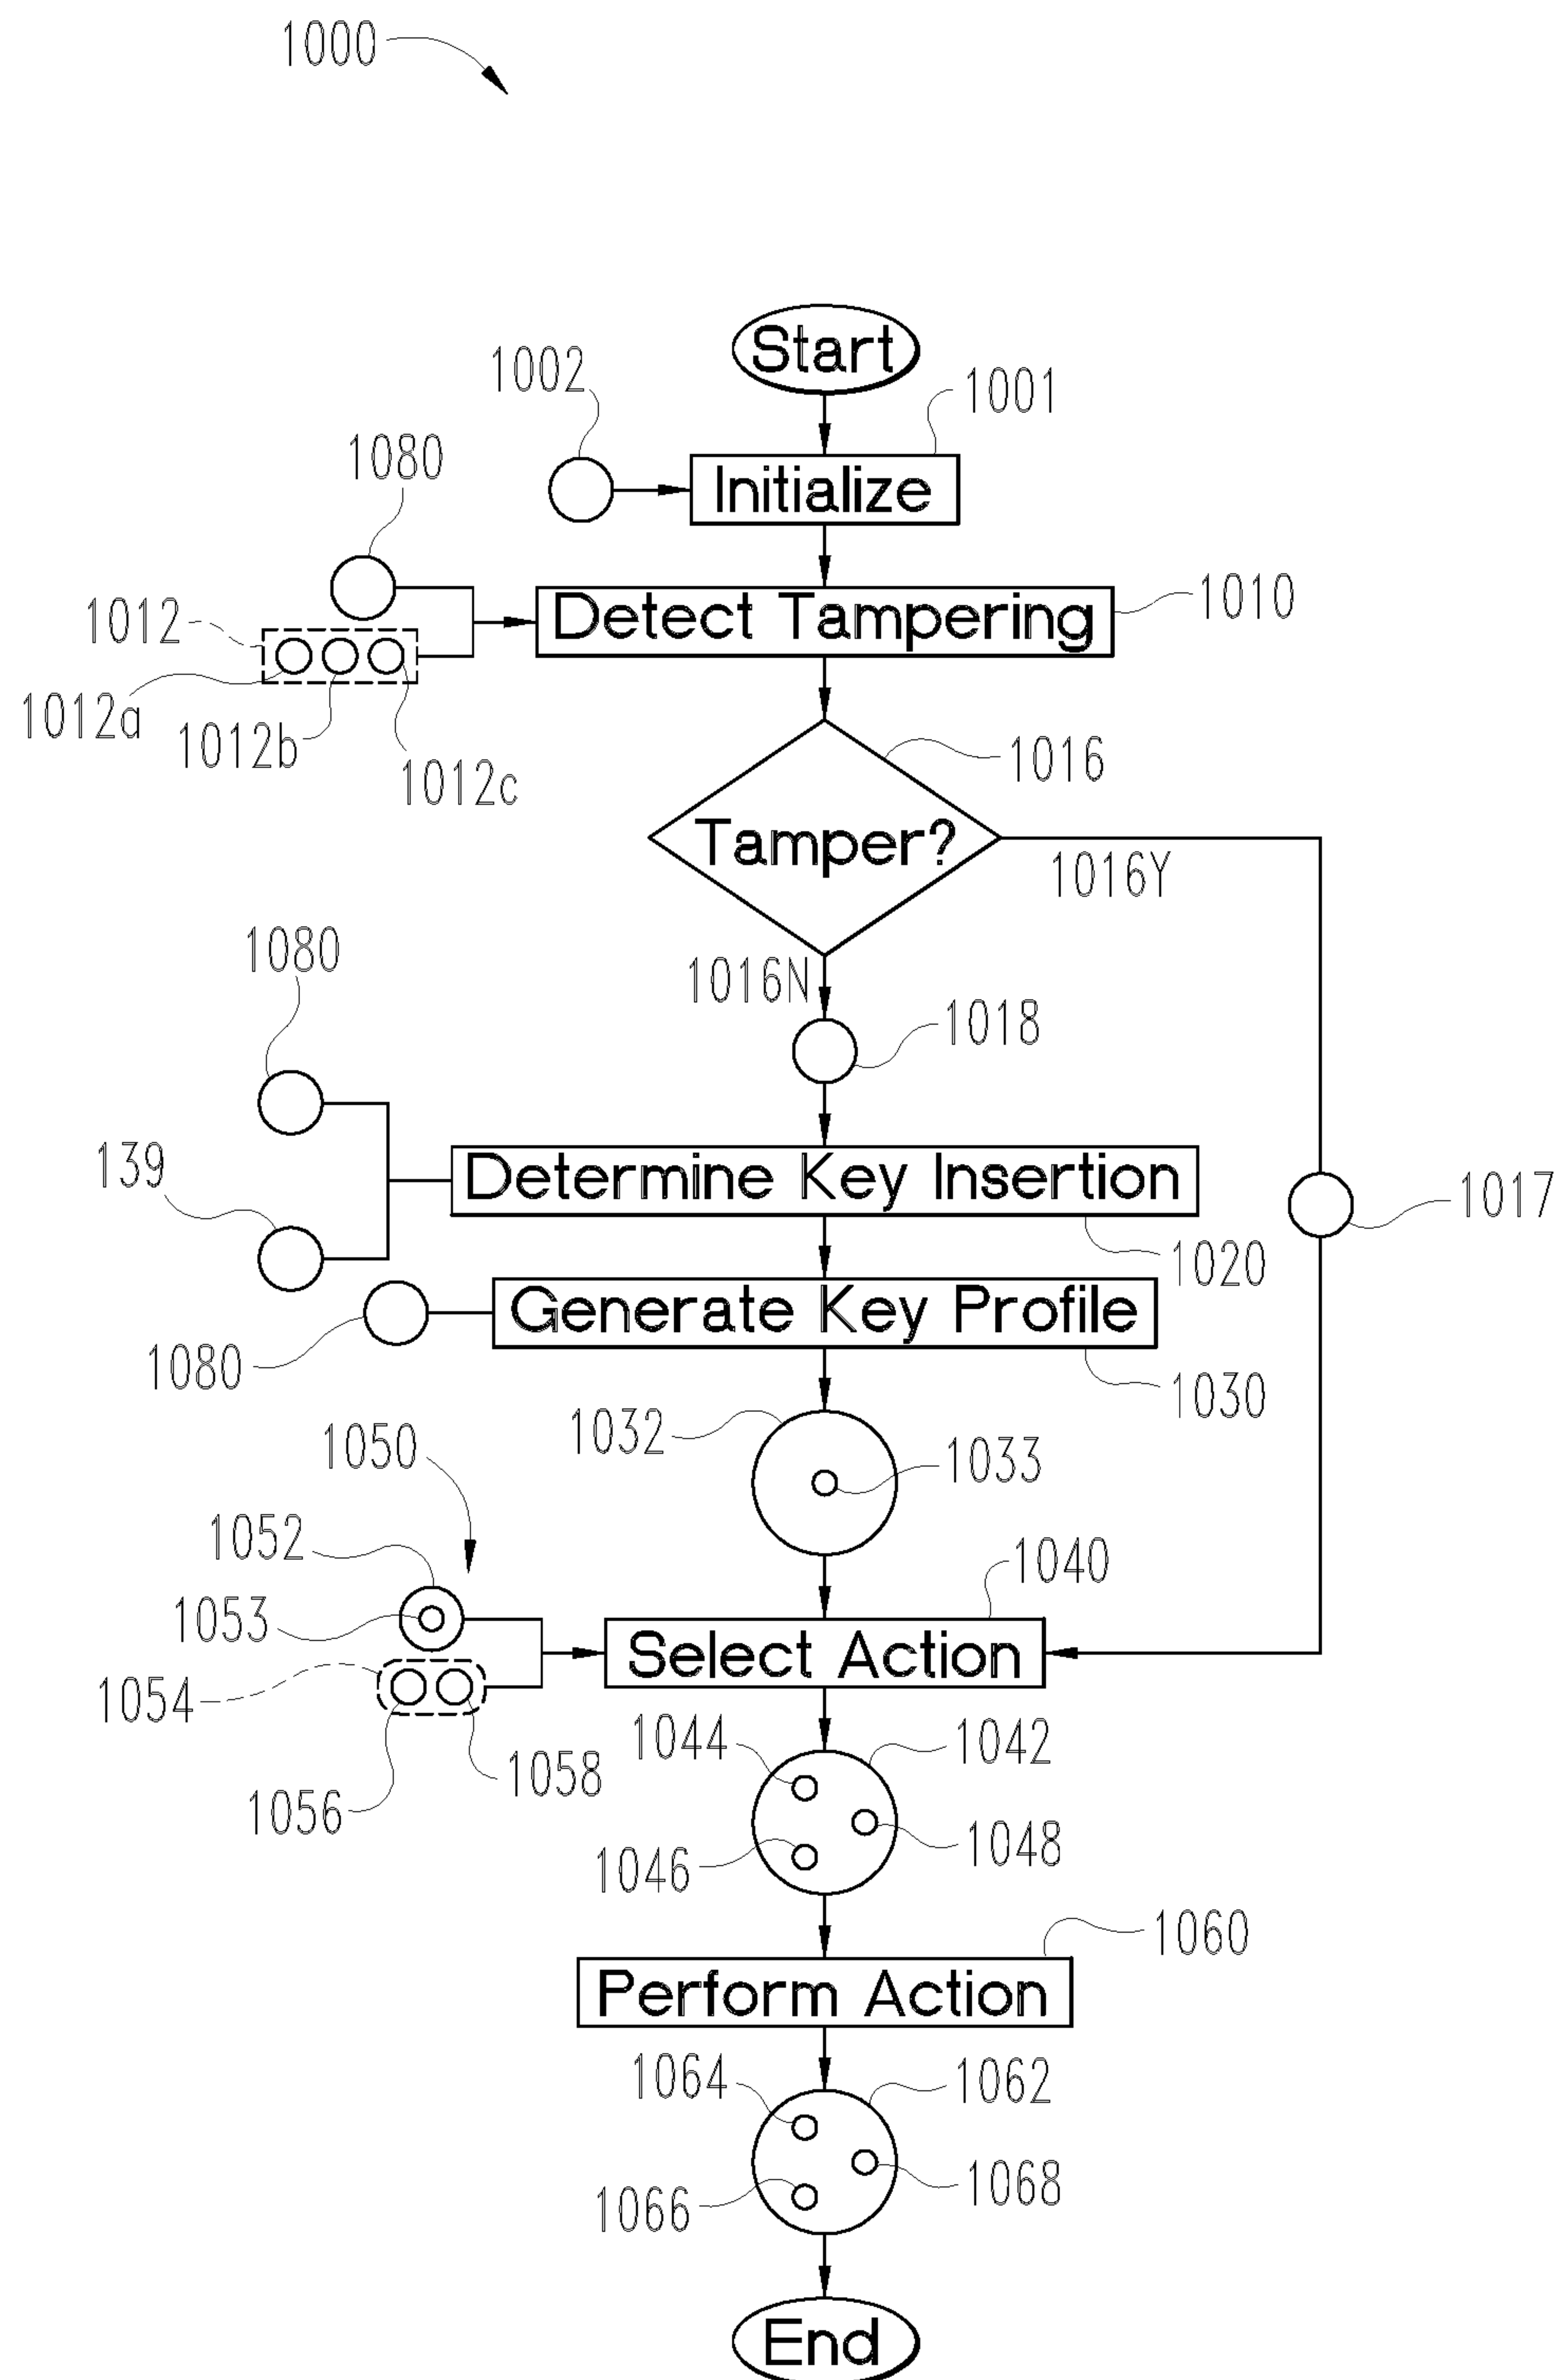 1000
Start
1002
1001
Initialize
1080
1012
Detect Tampering
1010
1012a
1012b
1012c
1016
Tamper?
1016Y
1016N
1080
1018
139
Determine Key Insertion
1017
1020
Generate Key Profile
1080
1030
1032
1033
1050
1052
1053
1040
Select Action
1054
1056
1058
1044
1042
1046
1048
1060
Perform Action
1064
1062
1066
1068
End